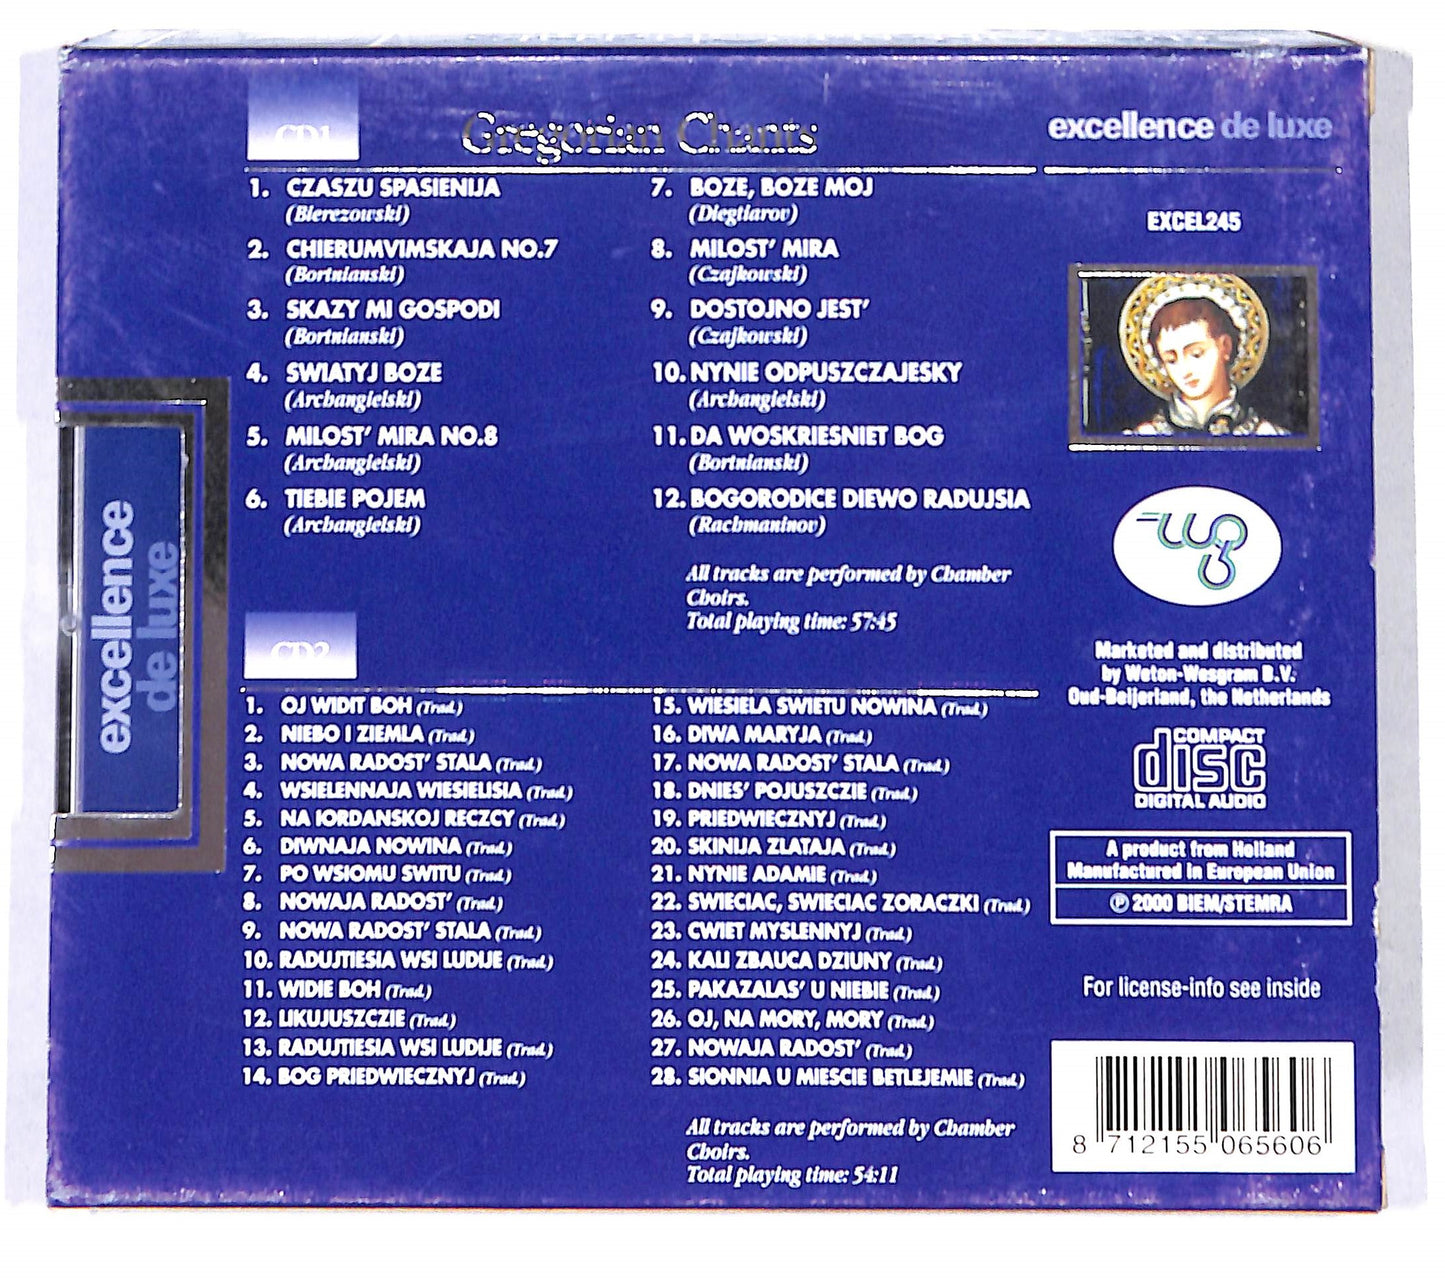 CD1
Gregorian Chants
1. CZASZU SPASIENIJA
(Bierezowski)
2. CHIERUMVIMSKAJA NO.7
(Bortnianski)
3. SKAZY MI GOSPODI
(Bortnianski)
4. SWIATYJ BOZE
(Archangielski)
5. MILOST' MIRA NO.8
(Archangielski)
6. TIEBIE POJEM
(Archangielski)
7. BOZE, BOZE MOJ
(Diegtiarov)
8. MILOST' MIRA
(Czajkowski)
9. DOSTOJNO JEST'
(Czajkowski)
10. NYNIE ODPUSZCZAJESKY
(Archangielski)
11. DA WOSKRIESNIET BOG
(Bortnianski)
12. BOGORODICE DIEWO RADUJSIA
(Rachmaninov)
All tracks are performed by Chamber
Choirs.
Total playing time: 57:45
CD2
1. OJ WIDIT BOH (Trad.)
2. NIEBO I ZIEMLA (Trad.)
3. NOWA RADOST' STALA (Trad.)
4. WSIELENNAJA WIESIELISIA (Trad.)
5. NA IORDANSKOJ RECZCY (Trad.)
6. DIWNAJA NOWINA (Trad.)
7. PO WSIOMU SWITU (Trad.)
8. NOWAJA RADOST' (Trad.)
9. NOWA RADOST' STALA (Trad.)
10. RADUJTIESIA WSI LUDIJE (Trad.)
11. WIDIE BOH (Trad.)
12. LIKUJUSZCZIE (Trad.)
13. RADUJTIESIA WSI LUDIJE (Trad.)
14. BOG PRIEDWIECZNYJ (Trad.)
15. WIESIELA SWIETU NOWINA (Trad.)
16. DIWA MARYJA (Trad.)
17. NOWA RADOST' STALA (Trad.)
18. DNIES' POJUSZCZIE (Trad.)
19. PRIEDWIECZNYJ (Trad.)
20. SKINIJA ZLATAJA (Trad.)
21. NYNIE ADAMIE (Trad.)
22. SWIECIAC, SWIECIAC ZORACZKI (Trad.)
23. CWIET MYSLENNYJ (Trad.)
24. KALI ZBAUCA DZIUNY (Trad.)
25. PAKAZALAS' U NIEBIE (Trad.)
26. OJ, NA MORY, MORY (Trad.)
27. NOWAJA RADOST' (Trad.)
28. SIONNIA U MIESCIE BETLEJEMIE (Trad.)
All tracks are performed by Chamber
Choirs.
Total playing time: 54:11
excellence de luxe
EXCEL245
Marketed and distributed
by Weton-Wesgram B.V.
Oud-Beijerland, the Netherlands
COMPACT
disc
DIGITAL AUDIO
A product from Holland
Manufactured in European Union
℗ 2000 BIEM/STEMRA
For license-info see inside
8 712155 065606
excellence
de luxe